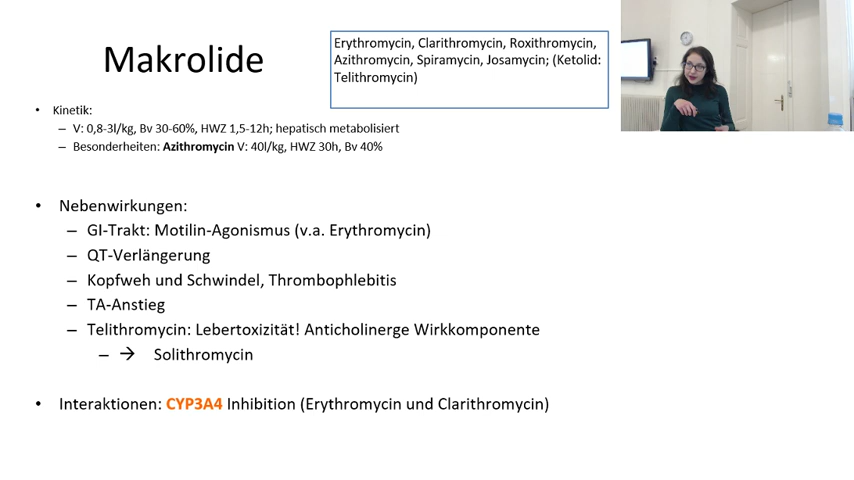 Makrolide
Erythromycin, Clarithromycin, Roxithromycin,
Azithromycin, Spiramycin, Josamycin; (Ketolid:
Telithromycin)
• Kinetik:
– V: 0,8-3l/kg, Bv 30-60%, HWZ 1,5-12h; hepatisch metabolisiert
– Besonderheiten: Azithromycin V: 40l/kg, HWZ 30h, Bv 40%
• Nebenwirkungen:
– GI-Trakt: Motilin-Agonismus (v.a. Erythromycin)
– QT-Verlängerung
– Kopfweh und Schwindel, Thrombophlebitis
– TA-Anstieg
– Telithromycin: Lebertoxizität! Anticholinerge Wirkkomponente
– → Solithromycin
• Interaktionen: CYP3A4 Inhibition (Erythromycin und Clarithromycin)